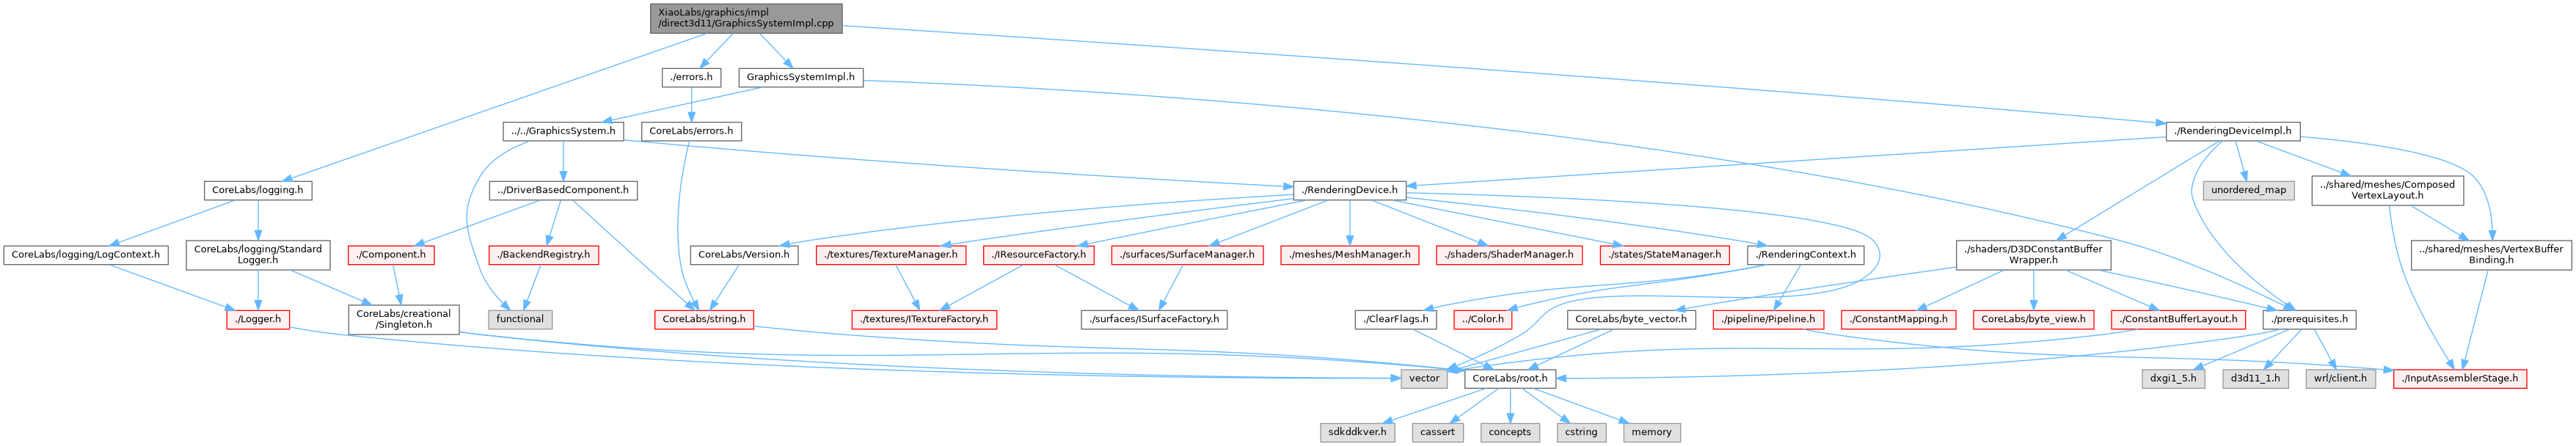 XiaoLabs/graphics/impl
/direct3d11/GraphicsSystemImpl.cpp
./errors.h
GraphicsSystemImpl.h
../../GraphicsSystem.h
CoreLabs/errors.h
./RenderingDeviceImpl.h
CoreLabs/logging.h
../DriverBasedComponent.h
./RenderingDevice.h
unordered_map
../shared/meshes/Composed
VertexLayout.h
CoreLabs/logging/LogContext.h
CoreLabs/logging/Standard
Logger.h
./Component.h
./BackendRegistry.h
CoreLabs/Version.h
./textures/TextureManager.h
./IResourceFactory.h
./surfaces/SurfaceManager.h
./meshes/MeshManager.h
./shaders/ShaderManager.h
./states/StateManager.h
./RenderingContext.h
./shaders/D3DConstantBuffer
Wrapper.h
../shared/meshes/VertexBuffer
Binding.h
./Logger.h
CoreLabs/creational
/Singleton.h
functional
CoreLabs/string.h
./textures/ITextureFactory.h
./surfaces/ISurfaceFactory.h
./ClearFlags.h
../Color.h
CoreLabs/byte_vector.h
./pipeline/Pipeline.h
./ConstantMapping.h
CoreLabs/byte_view.h
./ConstantBufferLayout.h
./prerequisites.h
vector
CoreLabs/root.h
dxgi1_5.h
d3d11_1.h
wrl/client.h
./InputAssemblerStage.h
sdkddkver.h
cassert
concepts
cstring
memory